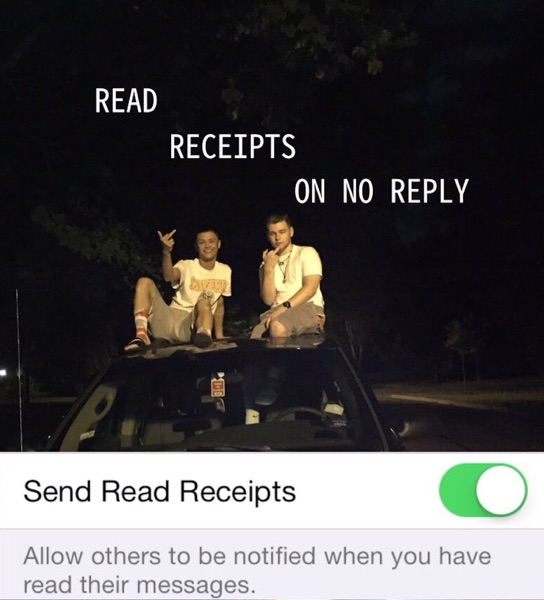 READ
RECEIPTS
ON NO REPLY
Send Read Receipts
Allow others to be notified when you have
read their messages.